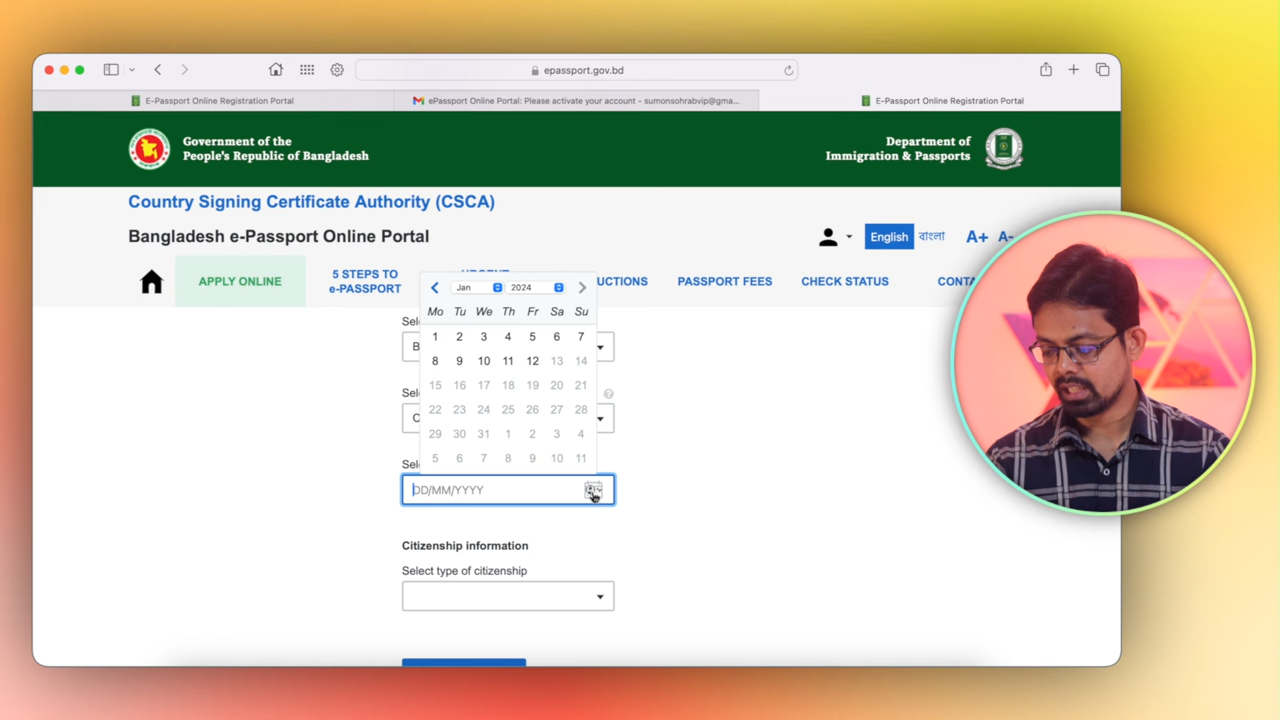 epassport.gov.bd
E-Passport Online Registration Portal
ePassport Online Portal: Please activate your account - sumonsohrabvip@gma...
E-Passport Online Registration Portal
Government of the
People's Republic of Bangladesh
Department of
Immigration & Passports
Country Signing Certificate Authority (CSCA)
Bangladesh e-Passport Online Portal
English
বাংলা
A+
A-
APPLY ONLINE
5 STEPS TO
e-PASSPORT
UCTIONS
PASSPORT FEES
CHECK STATUS
CONTA
Jan
2024
Mo Tu We Th Fr Sa Su
1 2 3 4 5 6 7
8 9 10 11 12 13 14
15 16 17 18 19 20 21
22 23 24 25 26 27 28
29 30 31 1 2 3 4
5 6 7 8 9 10 11
Sel
B
Sel
C
Sel
DD/MM/YYYY
Citizenship information
Select type of citizenship